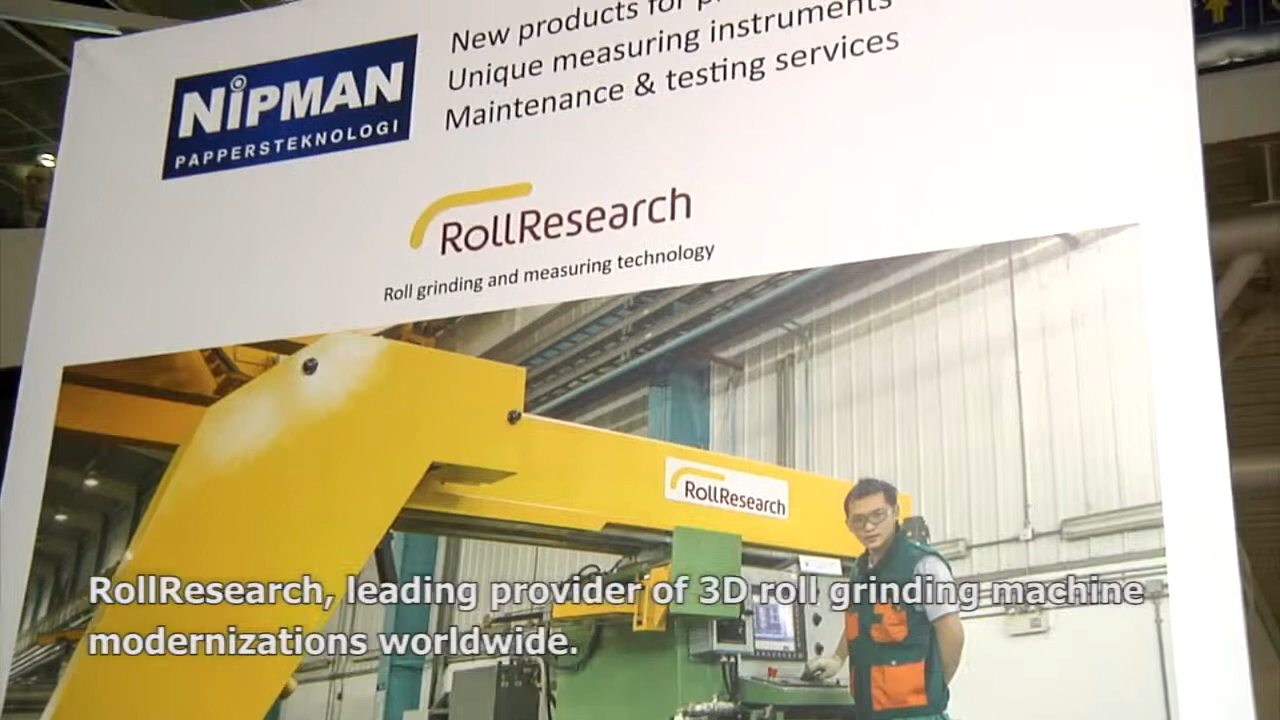 NiPMAN
PAPPERSTEKNOLOGI
New products for
Unique measuring instruments
Maintenance & testing services
RollResearch
Roll grinding and measuring technology
RollResearch
RollResearch, leading provider of 3D roll grinding machine
modernizations worldwide.